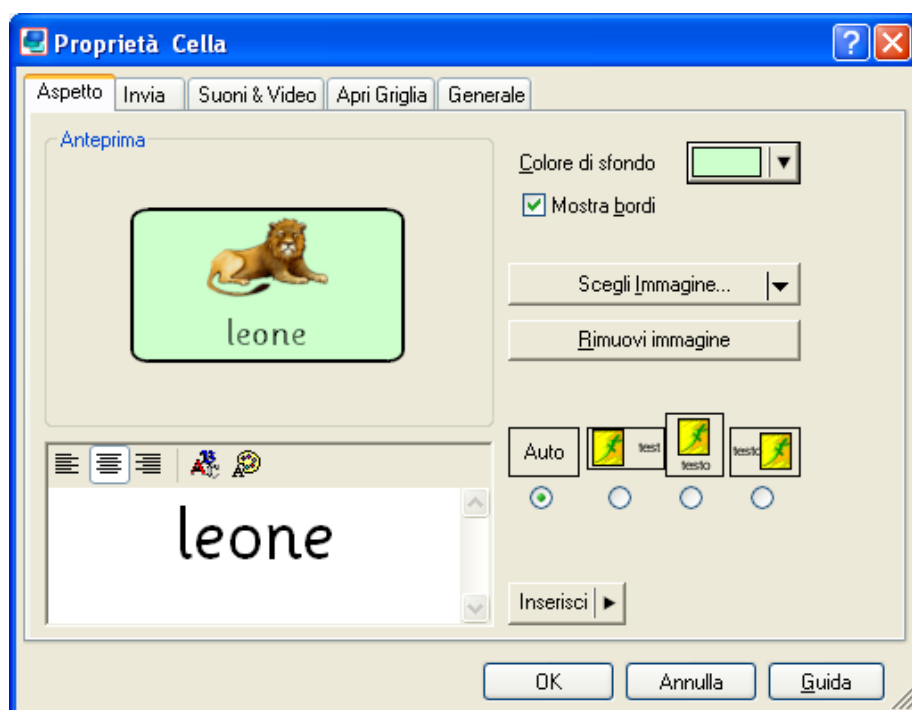 Proprietà Cella
Aspetto Invia Suoni & Video Apri Griglia Generale
Anteprima
Colore di sfondo
Mostra bordi
leone
Scegli Immagine...
Rimuovi immagine
Auto test testo testo
leone
Inserisci
OK Annulla Guida